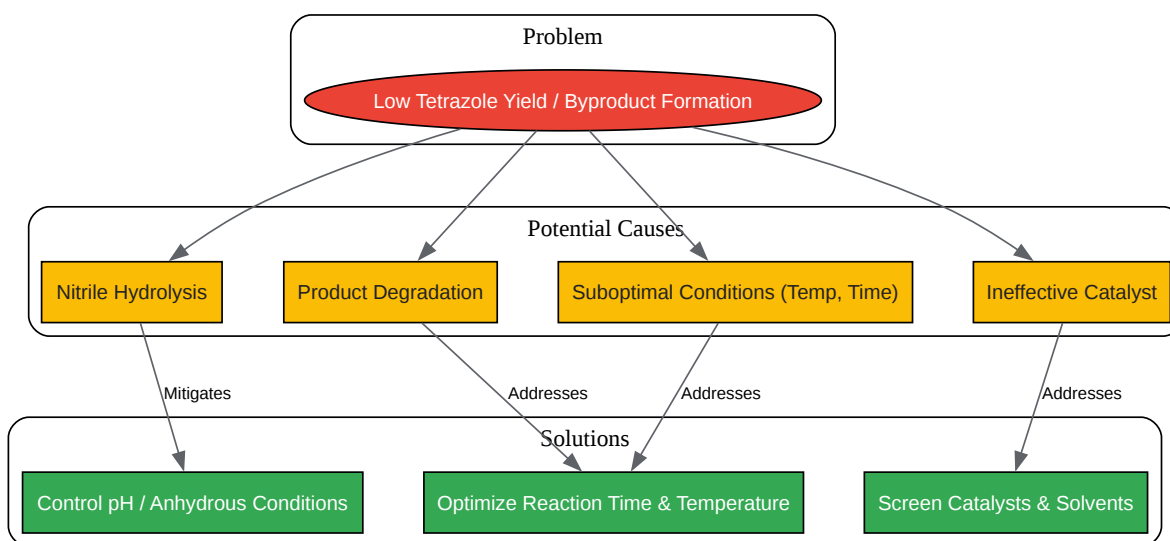 Problem
Low Tetrazole Yield / Byproduct Formation
Potential Causes
Nitrile Hydrolysis
Product Degradation
Suboptimal Conditions (Temp, Time)
Ineffective Catalyst
Mitigates
Addresses
Addresses
Addresses
Solutions
Control pH / Anhydrous Conditions
Optimize Reaction Time & Temperature
Screen Catalysts & Solvents